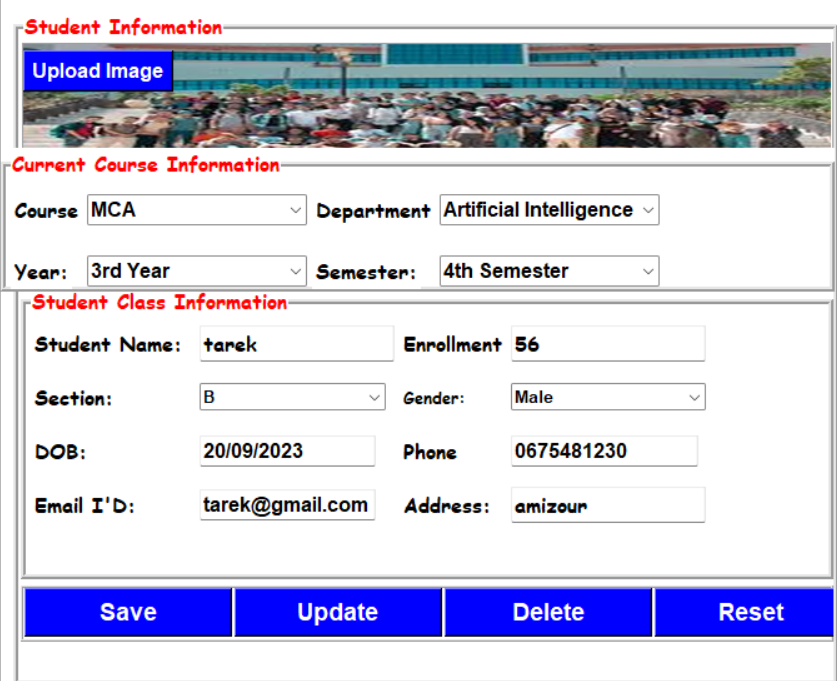 Student Information
Upload Image
Current Course Information
Course MCA Department Artificial Intelligence
Year: 3rd Year Semester: 4th Semester
Student Class Information
Student Name: tarek Enrollment 56
Section: B Gender: Male
DOB: 20/09/2023 Phone 0675481230
Email I'D: tarek@gmail.com Address: amizour
Save Update Delete Reset